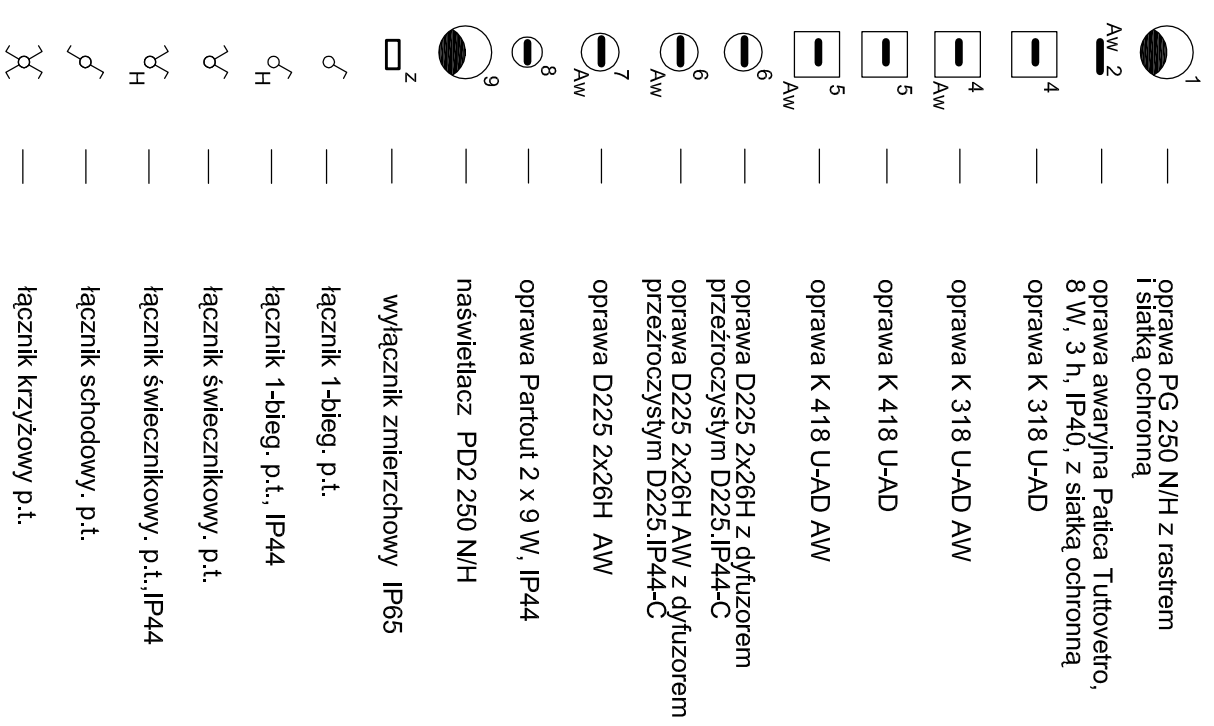 1
oprawa PG 250 N/H z rastrem
i siatką ochronną
Aw 2
oprawa awaryjna Patica Tuttovetro,
8 W, 3 h, IP40, z siatką ochronną
4
oprawa K 318 U-AD
4
Aw
oprawa K 318 U-AD AW
5
oprawa K 418 U-AD
5
Aw
oprawa K 418 U-AD AW
6
oprawa D225 2x26H z dyfuzorem
przeźroczystym D225.IP44-C
6
Aw
oprawa D225 2x26H AW z dyfuzorem
przeźroczystym D225.IP44-C
7
Aw
oprawa D225 2x26H AW
8
oprawa Partout 2 x 9 W, IP44
9
naświetlacz PD2 250 N/H
z
wyłącznik zmierzchowy IP65
łącznik 1-bieg. p.t.
H
łącznik 1-bieg. p.t., IP44
łącznik świecznikowy. p.t.
H
łącznik świecznikowy. p.t.,IP44
łącznik schodowy. p.t.
łącznik krzyżowy p.t.